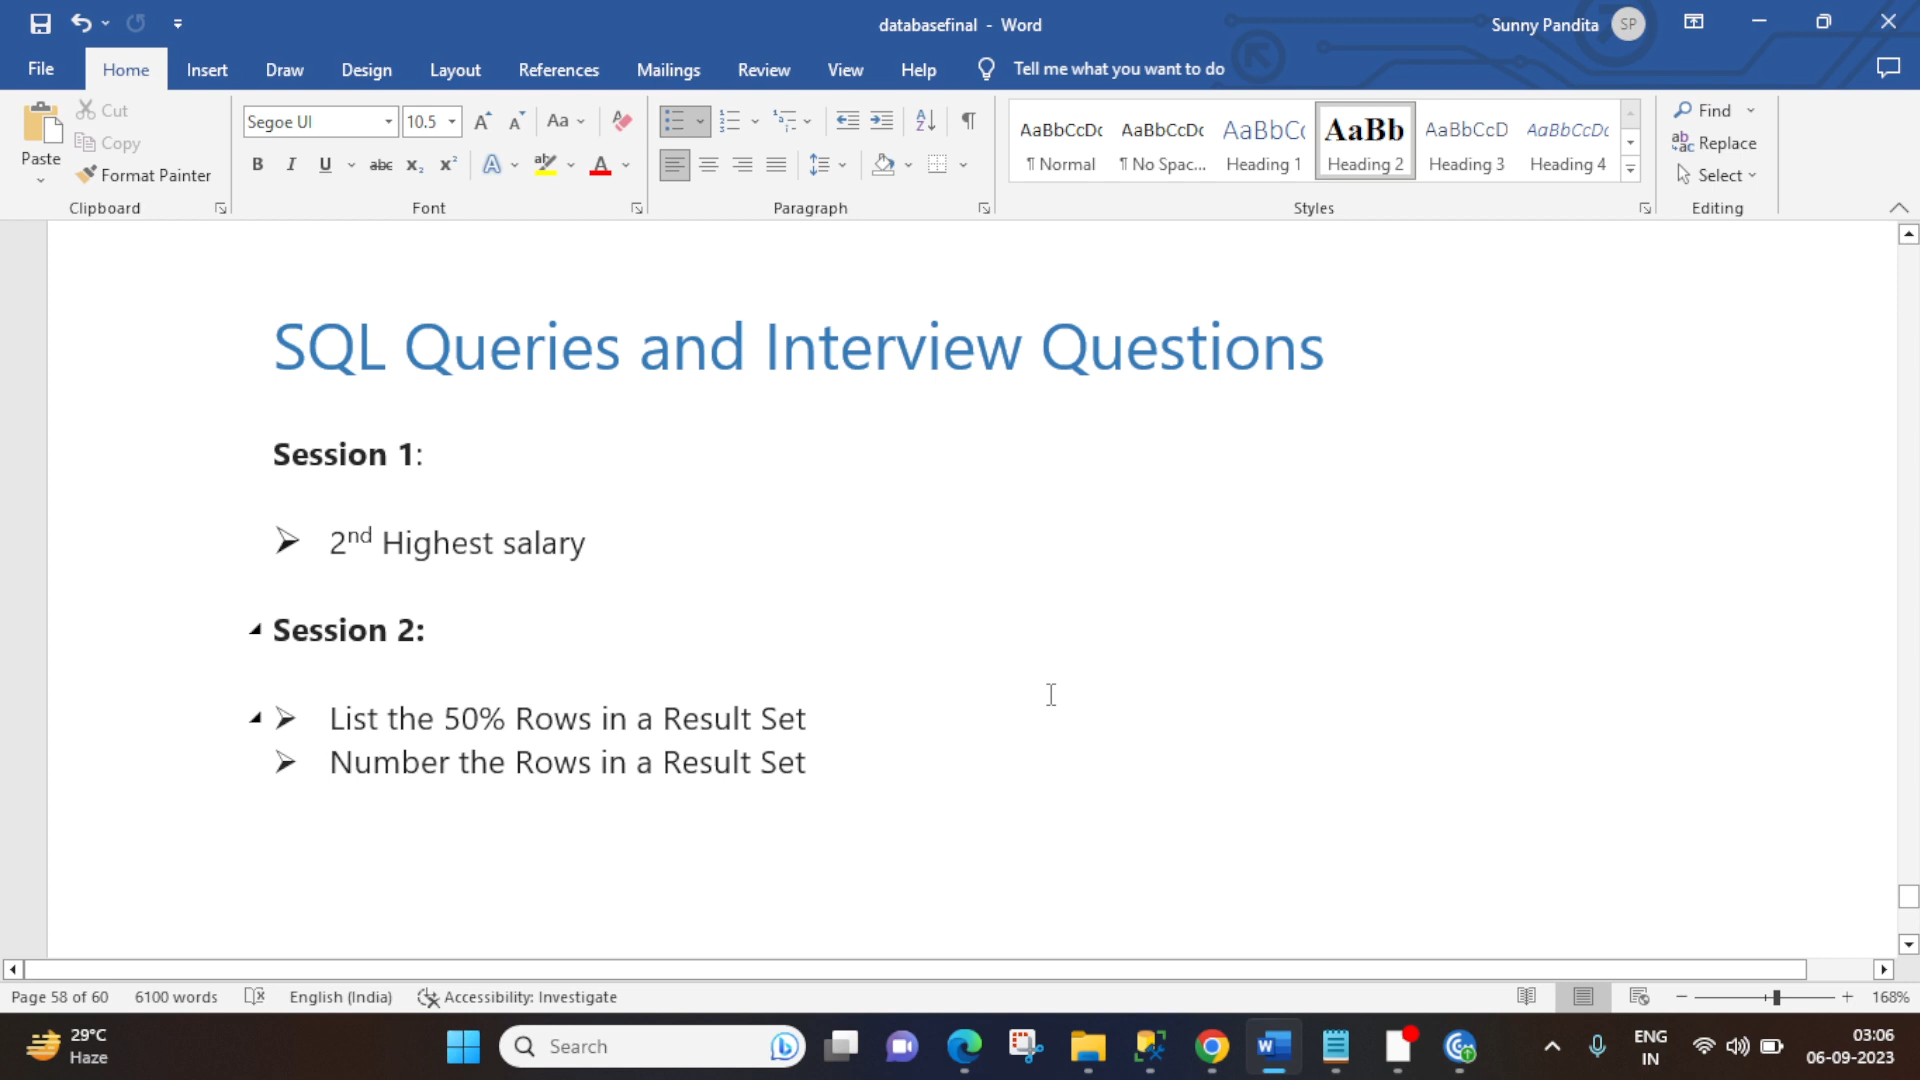 databasefinal - Word
Sunny Pandita SP
File Home Insert Draw Design Layout References Mailings Review View Help Tell me what you want to do
Paste
Cut
Copy
Format Painter
Clipboard
Segoe UI 10.5
Font
Paragraph
AaBbCcDc AaBbCcDc AaBbC AaBb AaBbCcD AaBbCcDc
¶ Normal ¶ No Spac... Heading 1 Heading 2 Heading 3 Heading 4
Styles
Find
Replace
Select
Editing
SQL Queries and Interview Questions
Session 1:
2nd Highest salary
Session 2:
List the 50% Rows in a Result Set
Number the Rows in a Result Set
Page 58 of 60 6100 words English (India) Accessibility: Investigate 168%
29°C
Haze
Search
ENG
IN
03:06
06-09-2023